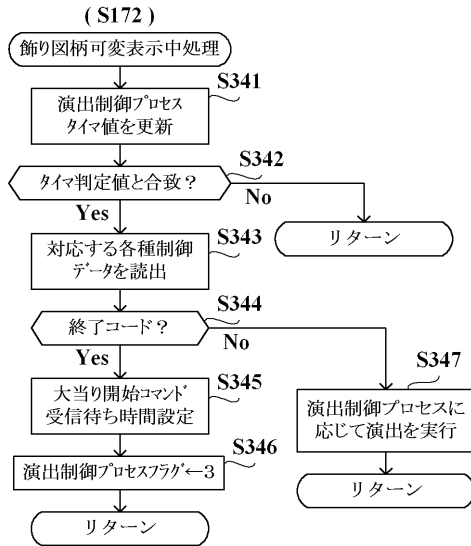 (S172)
飾り図柄可変表示中処理
S341
演出制御プロセス
タイマ値を更新
S342
タイマ判定値と合致?
Yes
No
リターン
S343
対応する各種制御
データを読出
S344
終了コード?
Yes
No
S345
大当り開始コマンド
受信待ち時間設定
S347
演出制御プロセスに
応じて演出を実行
S346
演出制御プロセスフラグ←3
リターン
リターン